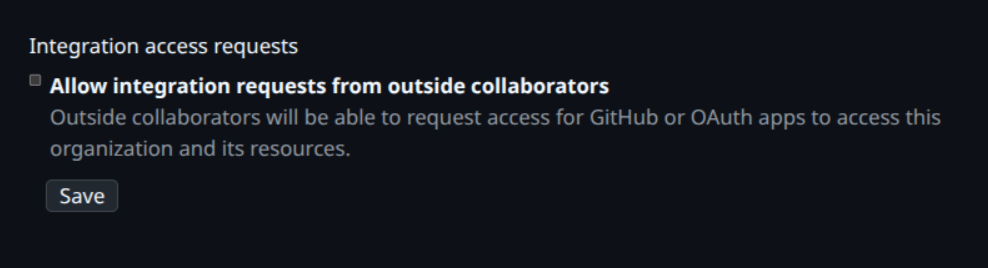 Integration access requests
Allow integration requests from outside collaborators
Outside collaborators will be able to request access for GitHub or OAuth apps to access this
organization and its resources.
Save